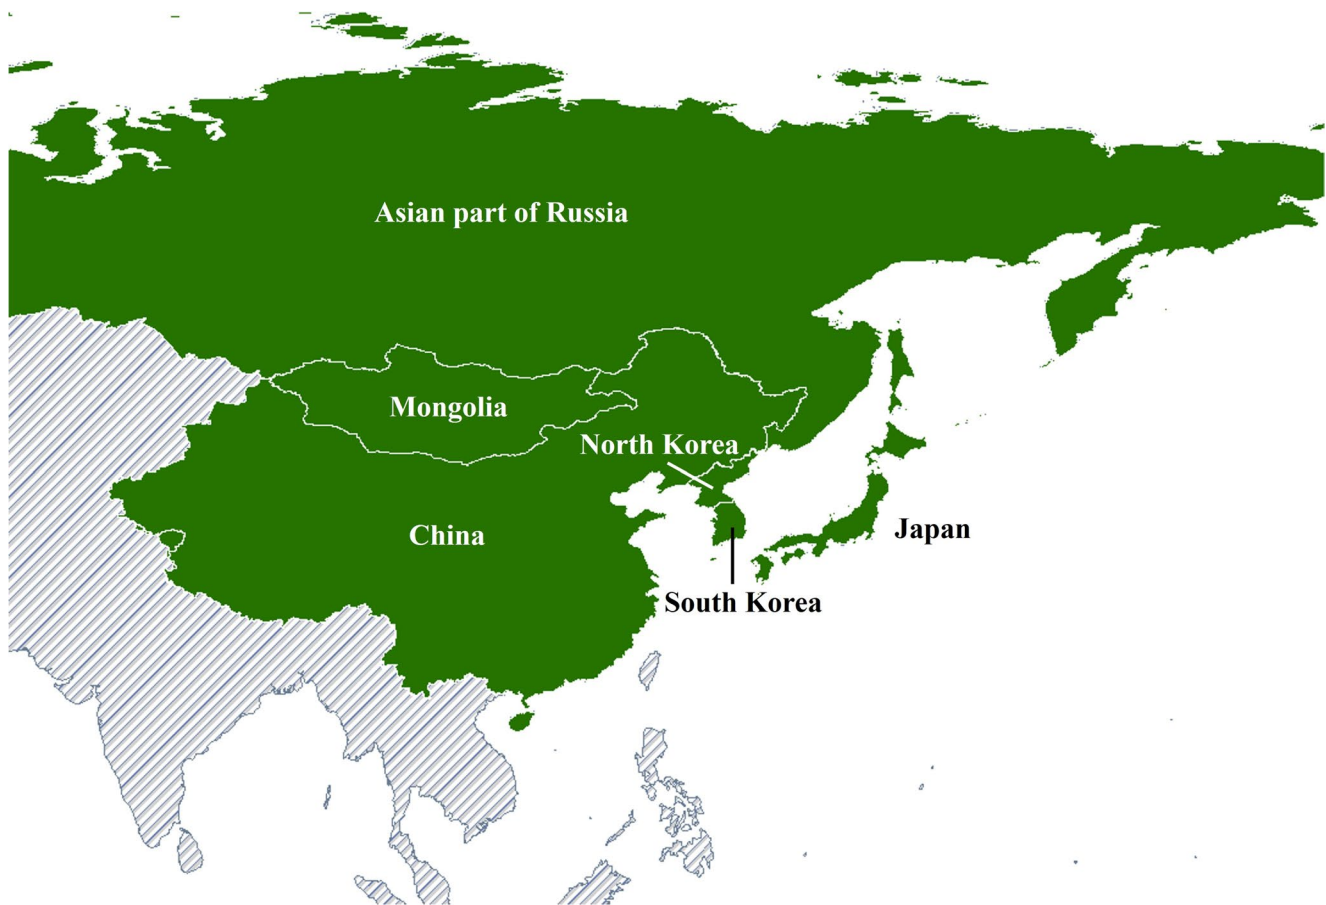 Asian part of Russia
Mongolia
North Korea
China
Japan
South Korea